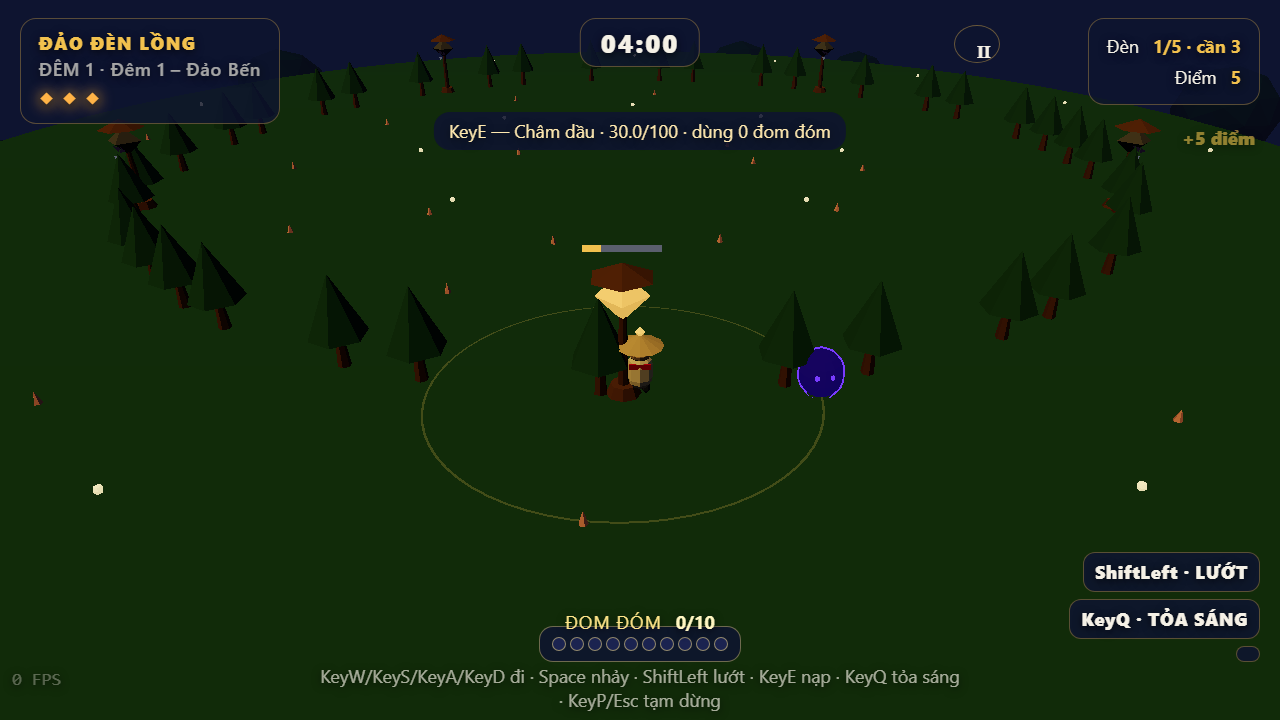 ĐẢO ĐÈN LỒNG
ĐÊM 1 · Đêm 1 – Đảo Bến
04:00
II
Đèn 1/5 · cần 3
Điểm 5
+5 điểm
KeyE — Châm dầu · 30.0/100 · dùng 0 đom đóm
ShiftLeft · LƯỚT
KeyQ · TỎA SÁNG
ĐOM ĐÓM 0/10
0 FPS
KeyW/KeyS/KeyA/KeyD đi · Space nhảy · ShiftLeft lướt · KeyE nạp · KeyQ tỏa sáng
· KeyP/Esc tạm dừng